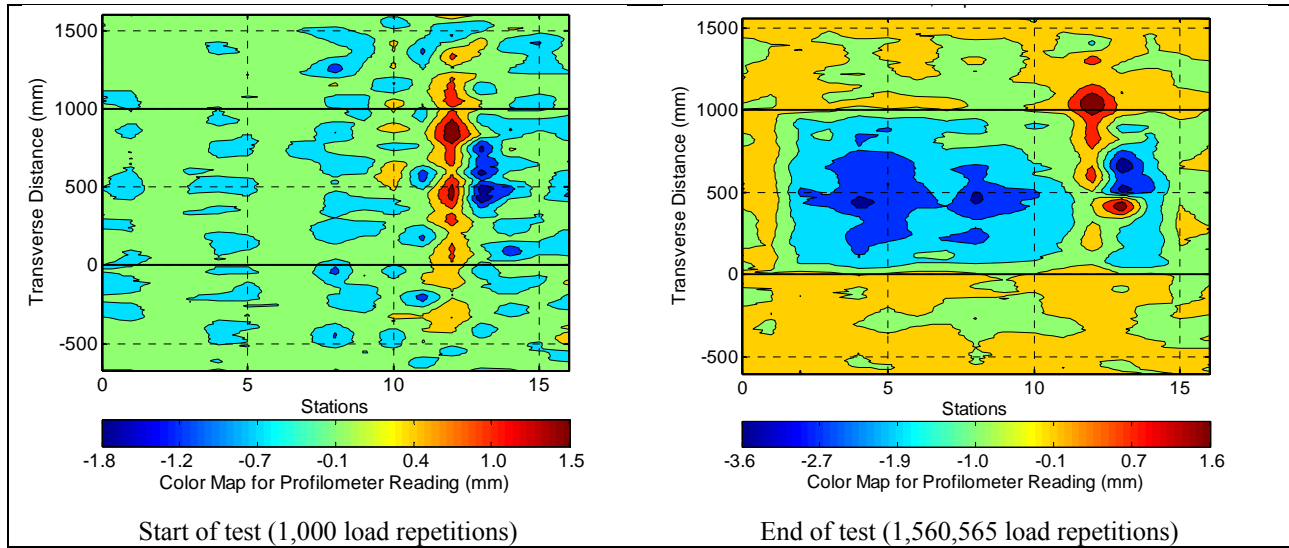 1500
1000
500
0
-500
Transverse Distance (mm)
0 5 10 15
Stations
-1.8 -1.2 -0.7 -0.1 0.4 1.0 1.5
Color Map for Profilometer Reading (mm)
Start of test (1,000 load repetitions)
1500
1000
500
0
-500
Transverse Distance (mm)
0 5 10 15
Stations
-3.6 -2.7 -1.9 -1.0 -0.1 0.7 1.6
Color Map for Profilometer Reading (mm)
End of test (1,560,565 load repetitions)